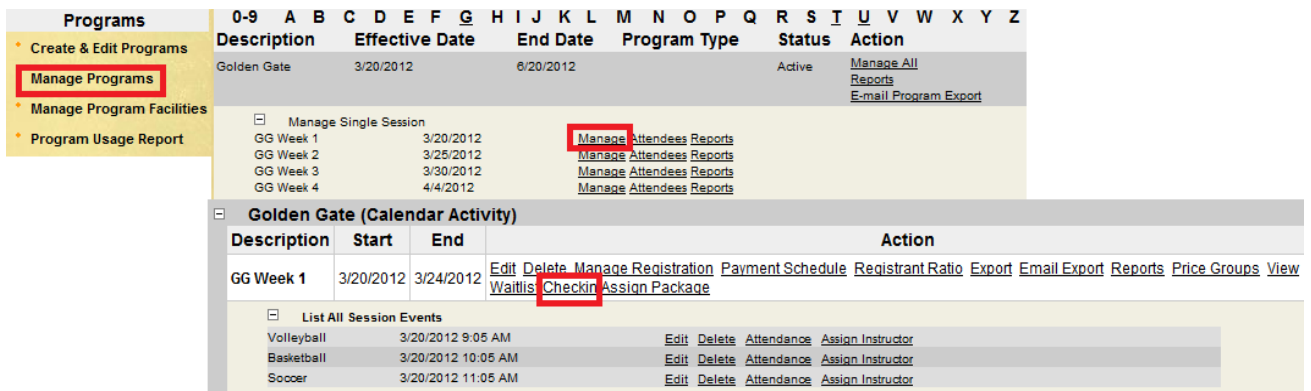 Programs
Create & Edit Programs
Manage Programs
Manage Program Facilities
Program Usage Report
0-9 A B C D E F G H I J K L M N O P Q R S T U V W X Y Z
Description Effective Date End Date Program Type Status Action
Golden Gate 3/20/2012 6/20/2012 Active Manage All
Reports
E-mail Program Export
Manage Single Session
GG Week 1 3/20/2012 Manage Attendees Reports
GG Week 2 3/25/2012 Manage Attendees Reports
GG Week 3 3/30/2012 Manage Attendees Reports
GG Week 4 4/4/2012 Manage Attendees Reports
Golden Gate (Calendar Activity)
Description Start End Action
GG Week 1 3/20/2012 3/24/2012 Edit Delete Manage Registration Payment Schedule Registrant Ratio Export Email Export Reports Price Groups View
Waitlist Checkin Assign Package
List All Session Events
Volleyball 3/20/2012 9:05 AM Edit Delete Attendance Assign Instructor
Basketball 3/20/2012 10:05 AM Edit Delete Attendance Assign Instructor
Soccer 3/20/2012 11:05 AM Edit Delete Attendance Assign Instructor